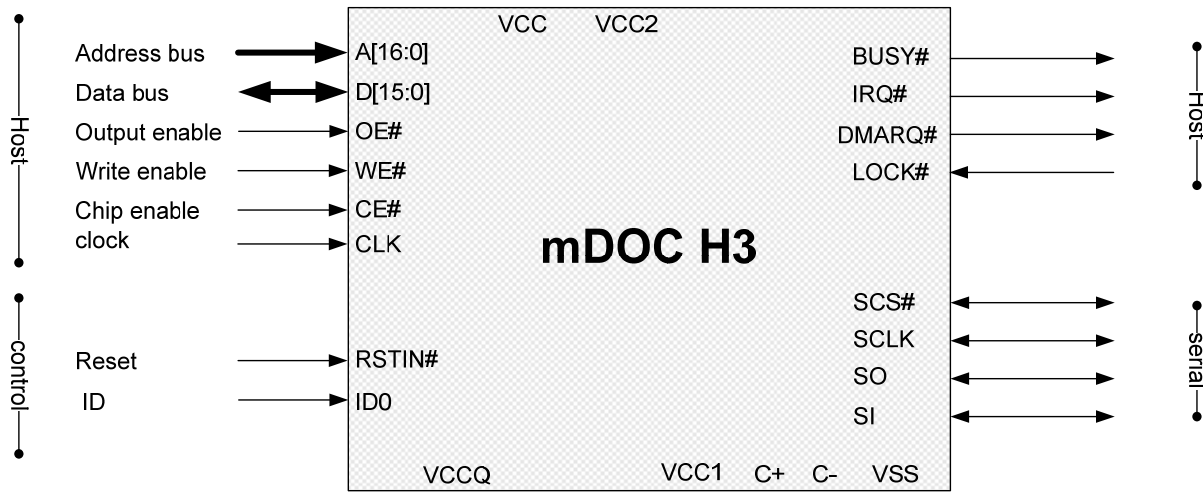 VCC VCC2
Address bus A[16:0] BUSY#
Data bus D[15:0] IRQ#
Output enable OE# DMARQ#
Write enable WE# LOCK#
Chip enable CE#
clock CLK
Host
Host
mDOC H3
SCS#
SCLK
Reset RSTIN# SO
ID ID0 SI
control
serial
VCCQ VCC1 C+ C- VSS